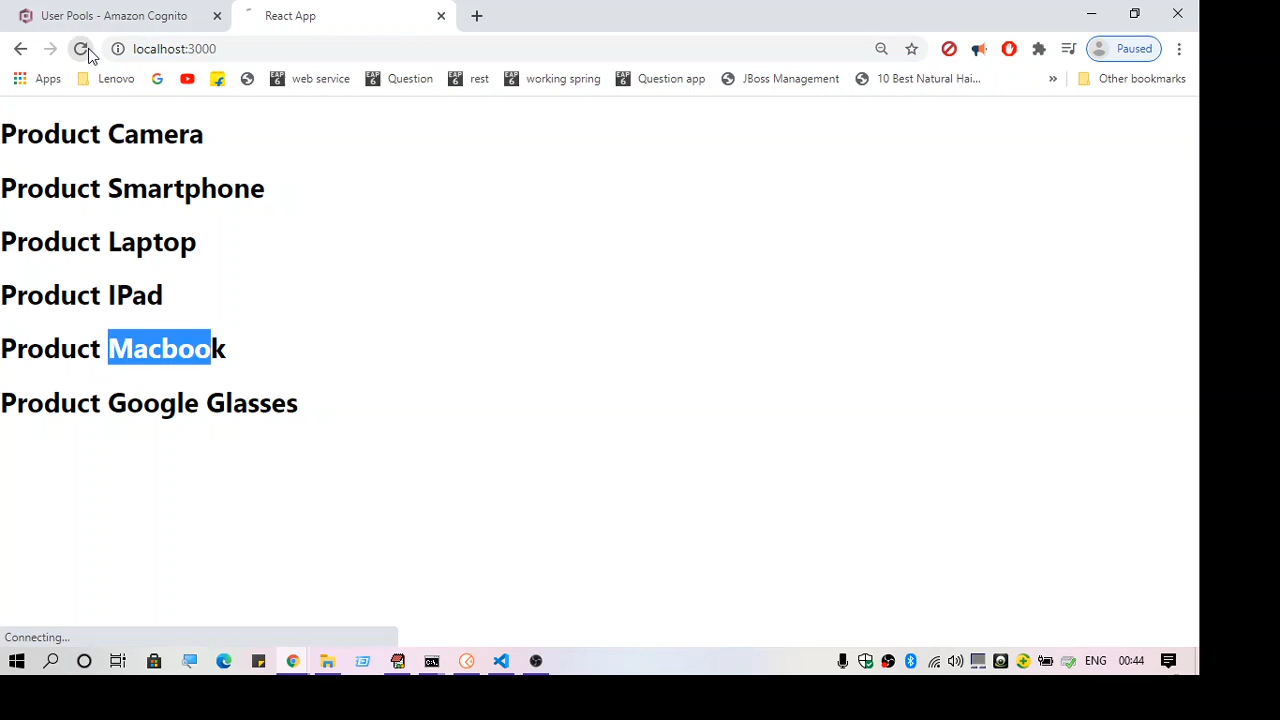 User Pools - Amazon Cognito
React App
localhost:3000
Paused
Apps
Lenovo
web service
Question
rest
working spring
Question app
JBoss Management
10 Best Natural Hai...
Other bookmarks
Product Camera
Product Smartphone
Product Laptop
Product IPad
Product Macbook
Product Google Glasses
Connecting...
ENG
00:44